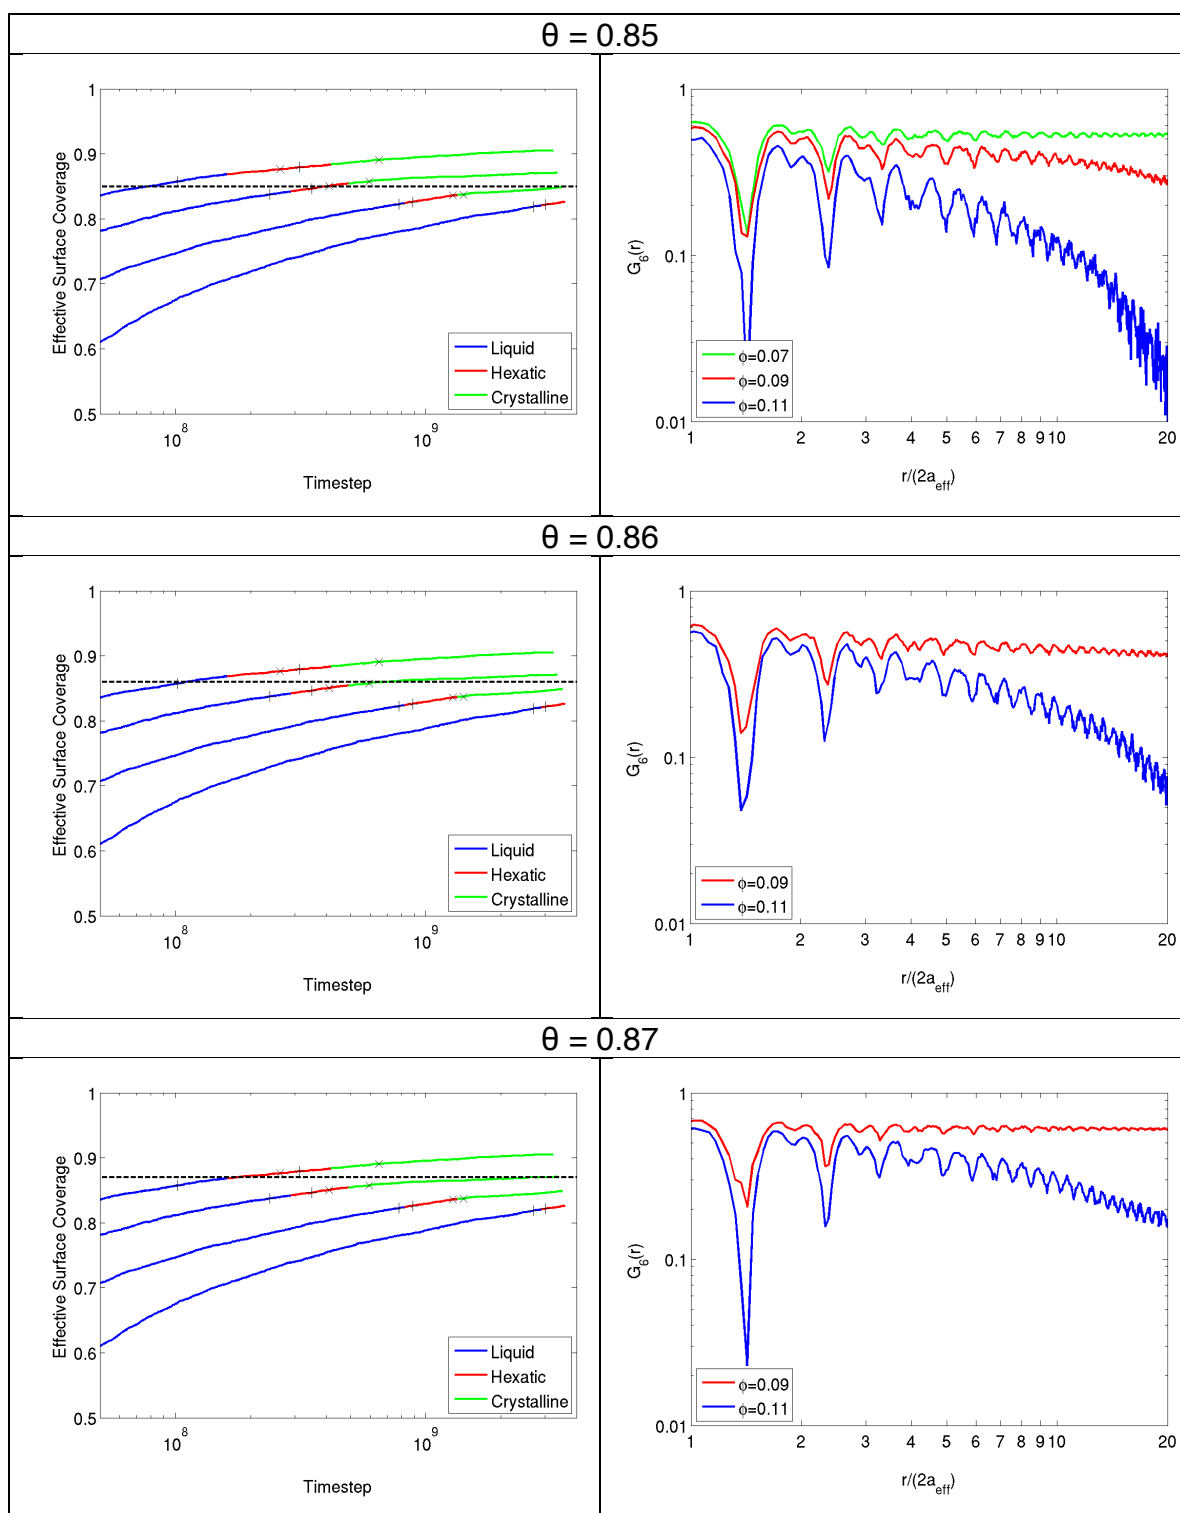 θ = 0.85
1
0.9
0.8
0.7
0.6
0.5
Effective Surface Coverage
Liquid
Hexatic
Crystalline
10^8
10^9
Timestep
1
0.1
0.01
G_6(r)
ϕ=0.07
ϕ=0.09
ϕ=0.11
1 2 3 4 5 6 7 8 9 10 20
r/(2a_eff)
θ = 0.86
1
0.9
0.8
0.7
0.6
0.5
Effective Surface Coverage
Liquid
Hexatic
Crystalline
10^8
10^9
Timestep
1
0.1
0.01
G_6(r)
ϕ=0.09
ϕ=0.11
1 2 3 4 5 6 7 8 9 10 20
r/(2a_eff)
θ = 0.87
1
0.9
0.8
0.7
0.6
0.5
Effective Surface Coverage
Liquid
Hexatic
Crystalline
10^8
10^9
Timestep
1
0.1
0.01
G_6(r)
ϕ=0.09
ϕ=0.11
1 2 3 4 5 6 7 8 9 10 20
r/(2a_eff)